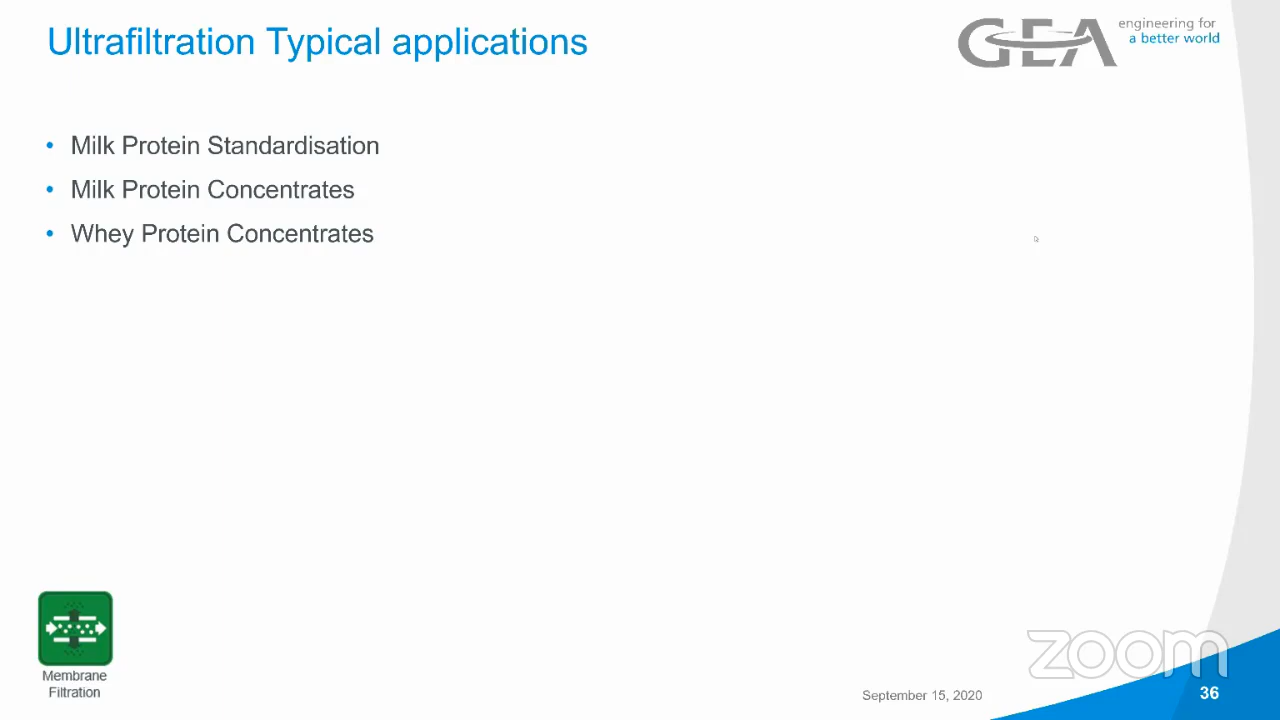 Ultrafiltration Typical applications
GEA
engineering for
a better world
• Milk Protein Standardisation
• Milk Protein Concentrates
• Whey Protein Concentrates
Membrane
Filtration
zoom
September 15, 2020
36